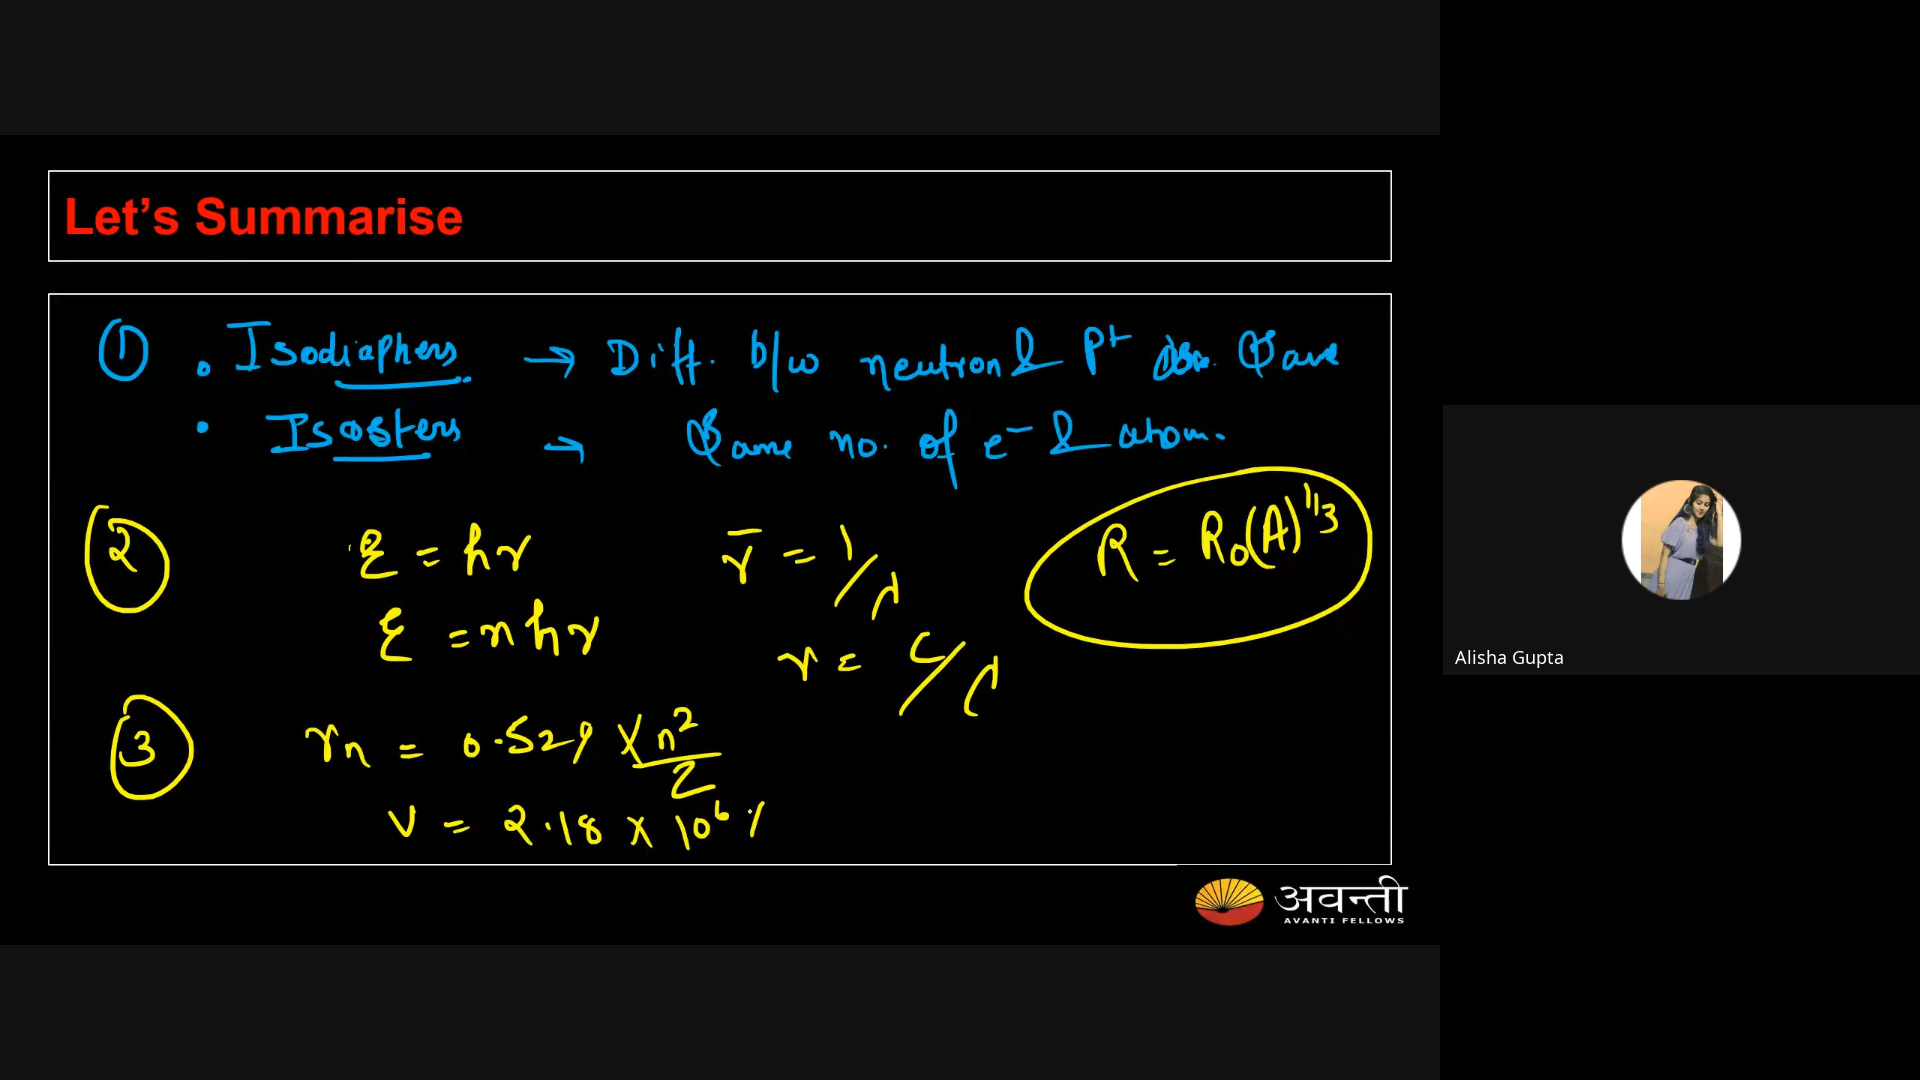 Let's Summarise
① • Isodiaphers → Diff. b/w neutron & p+ Same
• Isosters → Same no. of e⁻ & atom.
② E = hν ν̄ = 1/λ R = R₀(A)^1/3
E = nhν ν = c/λ
③ rn = 0.529 × n²/Z
V = 2.18 × 10⁶
Alisha Gupta
अवन्ती
AVANTI FELLOWS